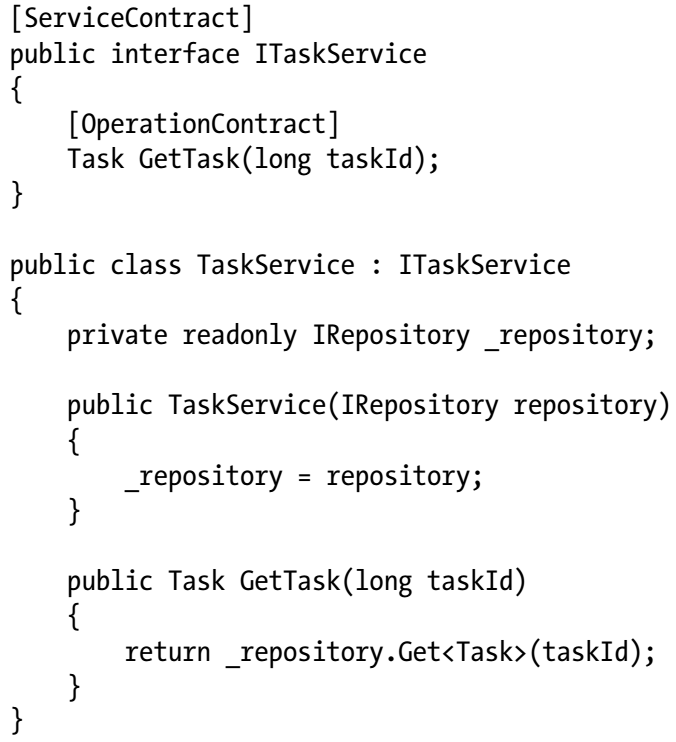 [ServiceContract]
public interface ITaskService
{
    [OperationContract]
    Task GetTask(long taskId);
}

public class TaskService : ITaskService
{
    private readonly IRepository _repository;

    public TaskService(IRepository repository)
    {
        _repository = repository;
    }

    public Task GetTask(long taskId)
    {
        return _repository.Get<Task>(taskId);
    }
}